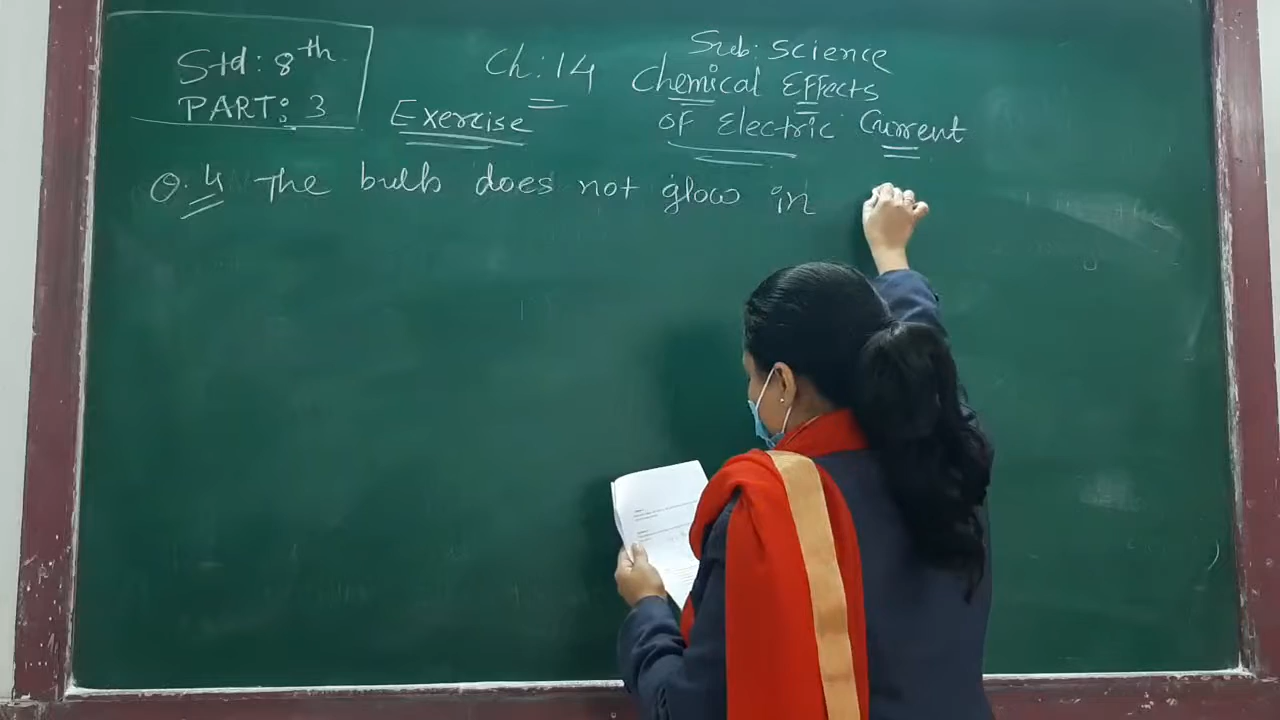 Std: 8th
PART: 3
Ch: 14
Sub: Science
Chemical Effects
of Electric Current
Exercise
Q.4 The bulb does not glow in